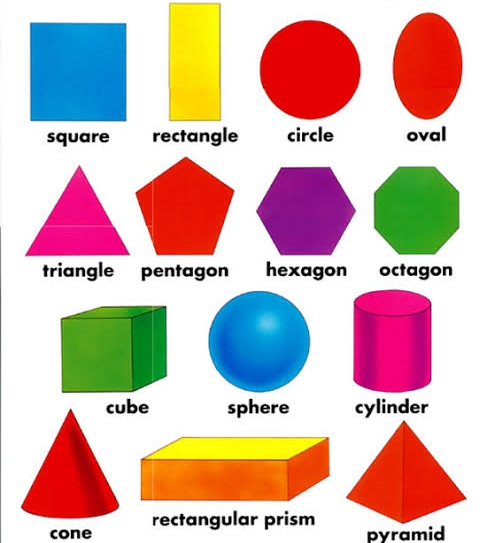 square rectangle circle oval
triangle pentagon hexagon octagon
cube sphere cylinder
cone rectangular prism pyramid